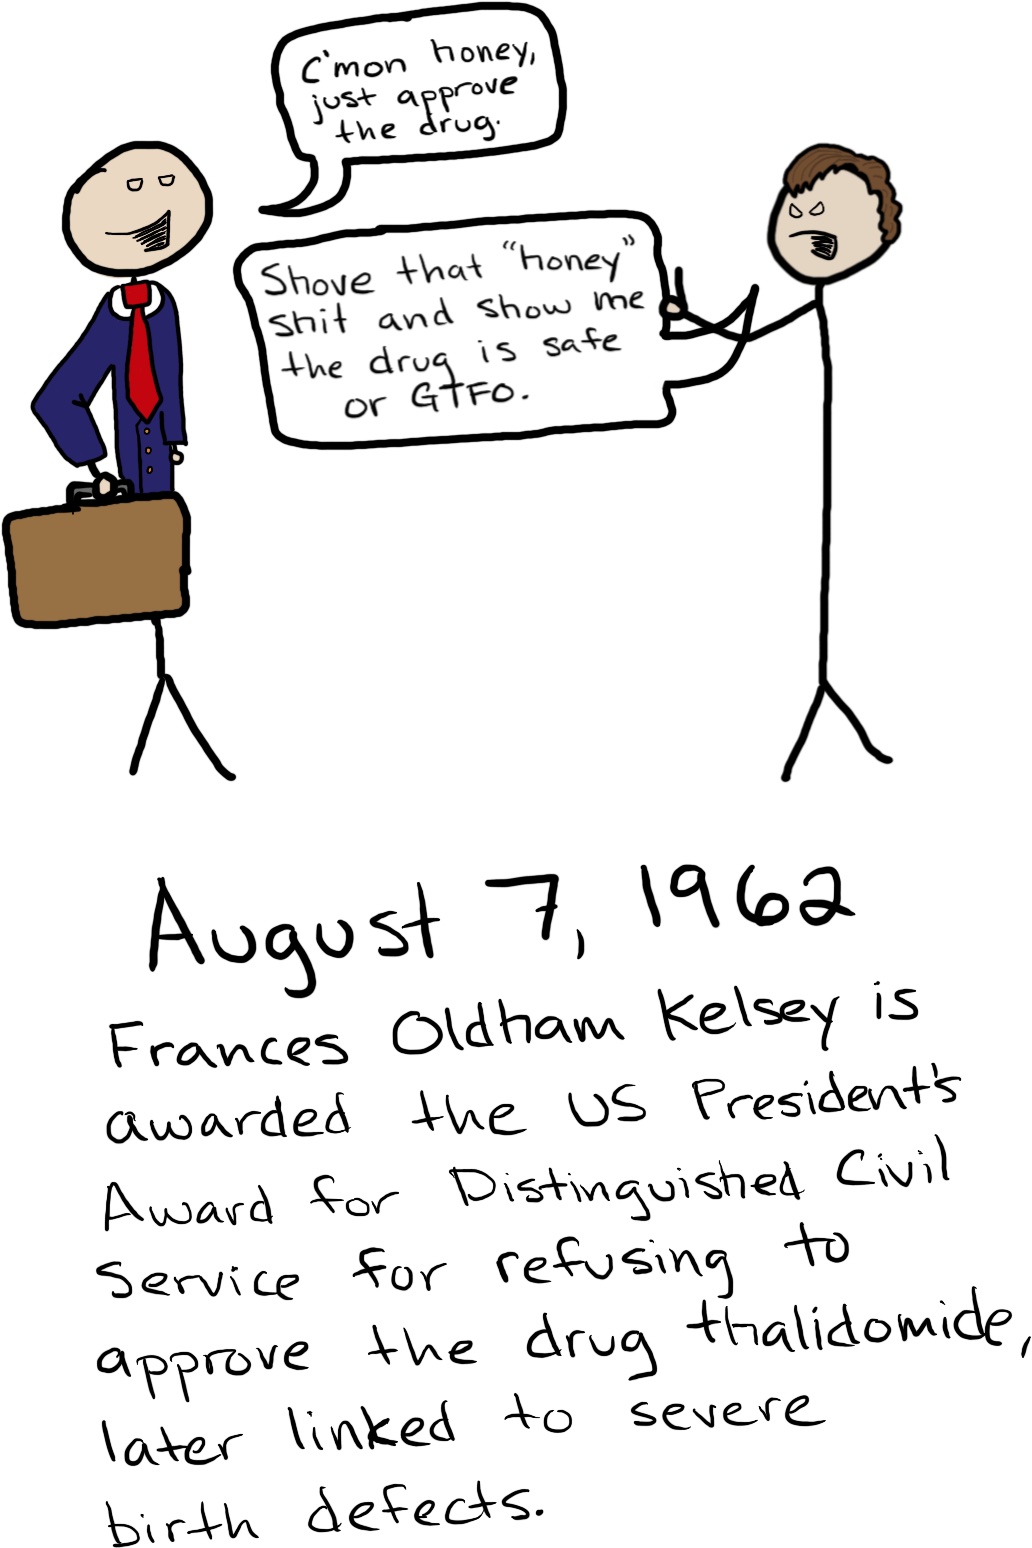 C'mon honey,
just approve
the drug.
Shove that "honey"
shit and show me
the drug is safe
or GTFO.
August 7, 1962
Frances Oldham Kelsey is
awarded the US President's
Award for Distinguished Civil
Service for refusing to
approve the drug thalidomide,
later linked to severe
birth defects.